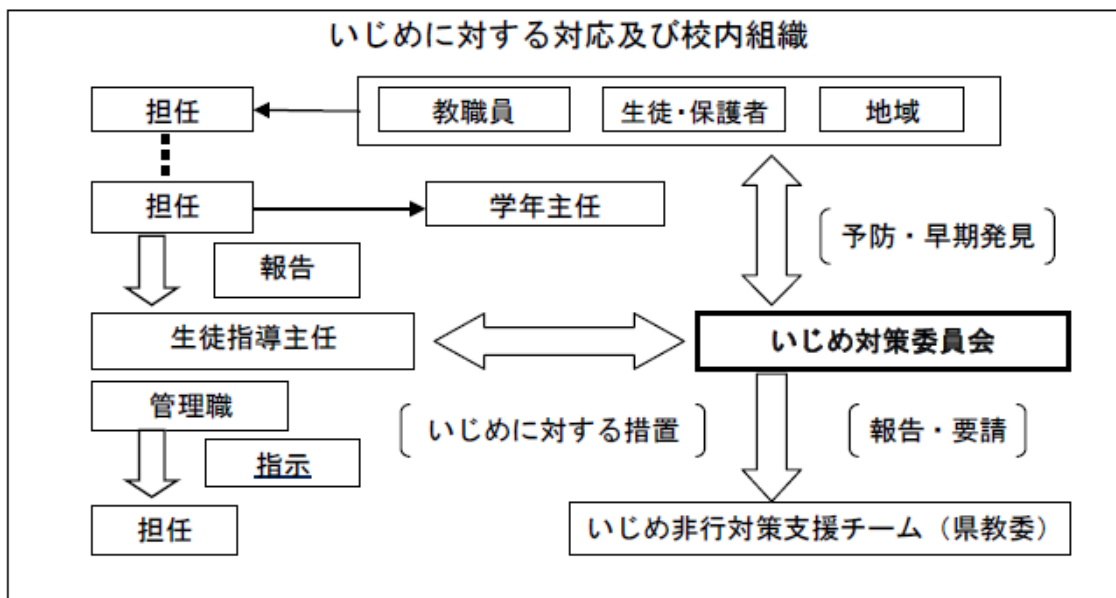 いじめに対する対応及び校内組織
担任
教職員 生徒・保護者 地域
担任
学年主任
予防・早期発見
報告
生徒指導主任
いじめ対策委員会
管理職
いじめに対する措置
報告・要請
指示
担任
いじめ非行対策支援チーム（県教委）